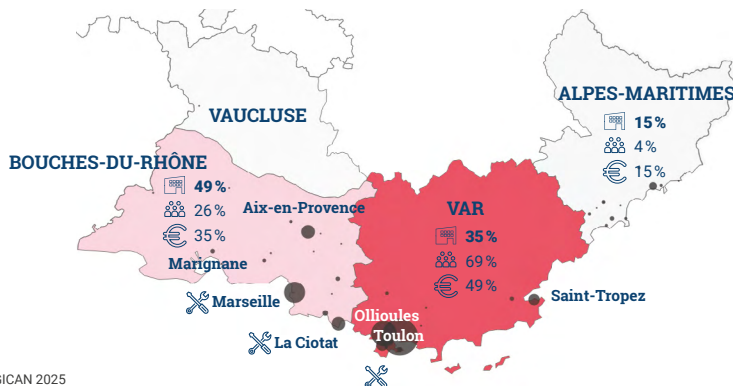 ALPES-MARITIMES
15%
4%
15%
VAUCLUSE
BOUCHES-DU-RHÔNE
49%
26%
35%
Aix-en-Provence
Marignane
Marseille
La Ciotat
VAR
35%
69%
49%
Saint-Tropez
Ollioules
Toulon
GICAN 2025